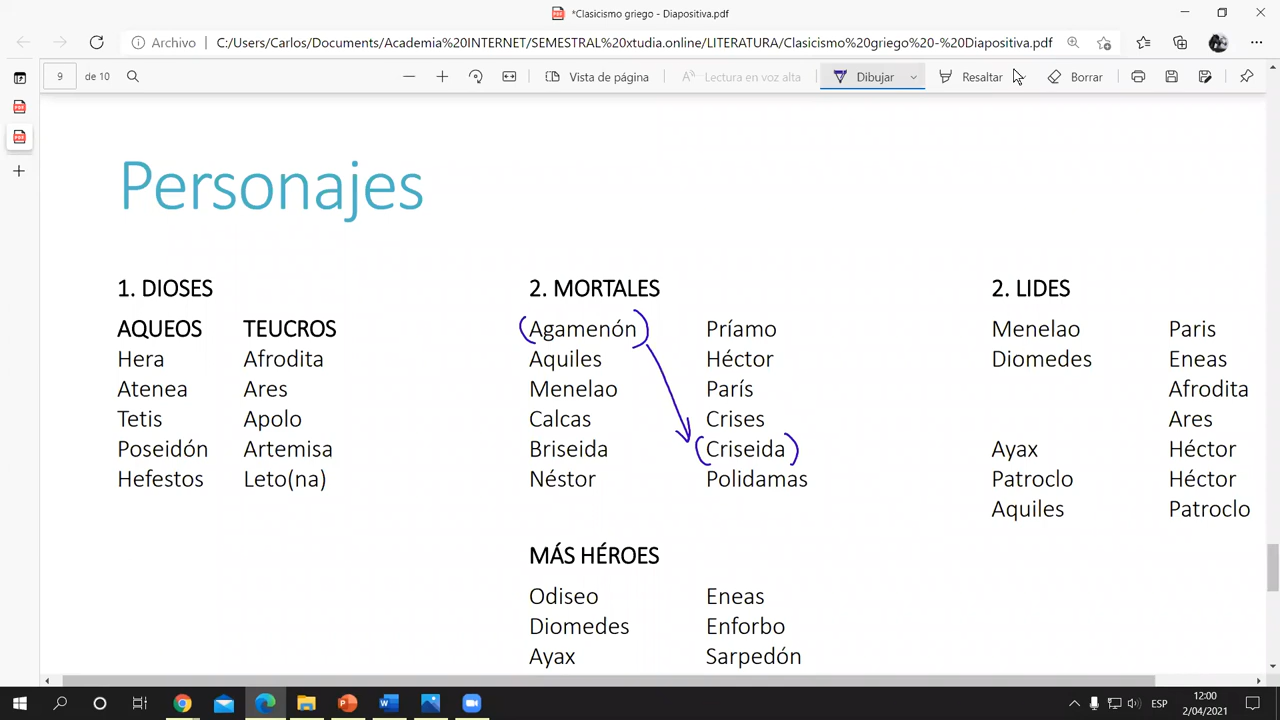 *Clasicismo griego - Diapositiva.pdf
Archivo C:/Users/Carlos/Documents/Academia%20INTERNET/SEMESTRAL%20xtudia.online/LITERATURA/Clasicismo%20griego%20-%20Diapositiva.pdf
9 de 10 Vista de página Lectura en voz alta Dibujar Resaltar Borrar
Personajes
1. DIOSES
AQUEOS TEUCROS
Hera Afrodita
Atenea Ares
Tetis Apolo
Poseidón Artemisa
Hefestos Leto(na)
2. MORTALES
Agamenón Príamo
Aquiles Héctor
Menelao París
Calcas Crises
Briseida Criseida
Néstor Polidamas
MÁS HÉROES
Odiseo Eneas
Diomedes Enforbo
Ayax Sarpedón
2. LIDES
Menelao Paris
Diomedes Eneas
Afrodita
Ares
Ayax Héctor
Patroclo Héctor
Aquiles Patroclo
ESP
12:00
2/04/2021